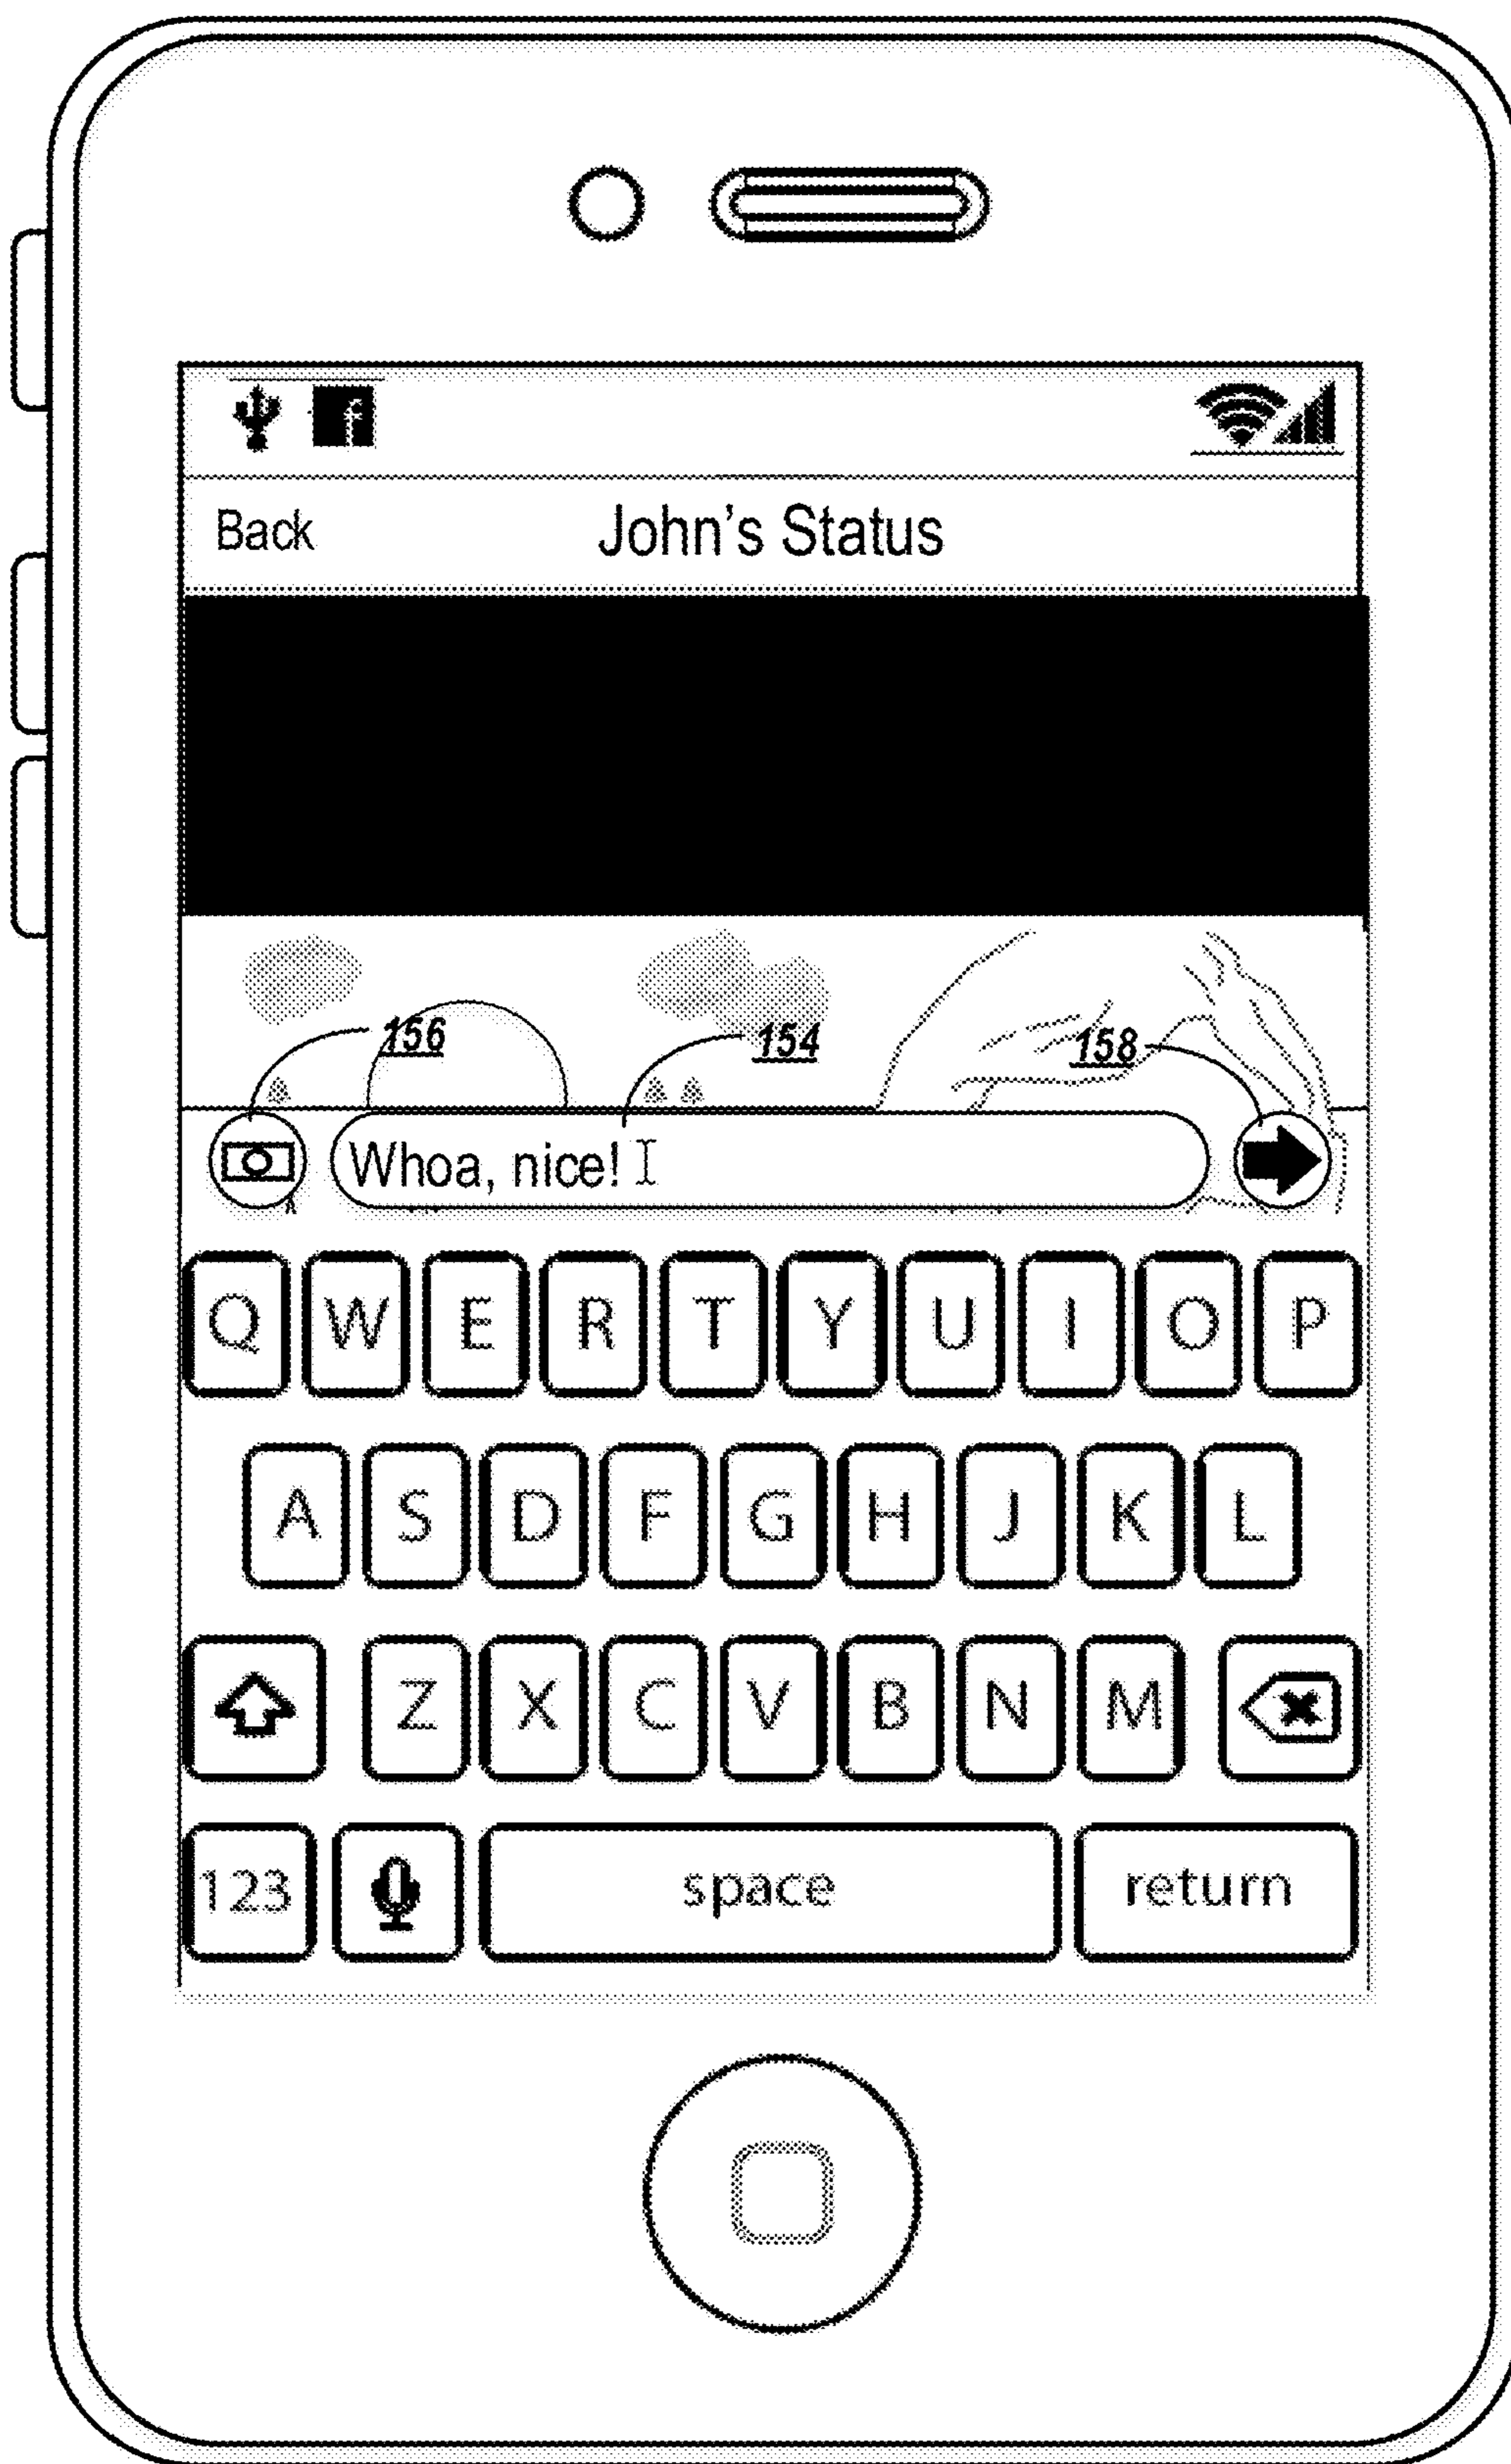 f
Back John's Status
156 154 158
Whoa, nice!
Q W E R T Y U I O P
A S D F G H J K L
Z X C V B N M
123 space return